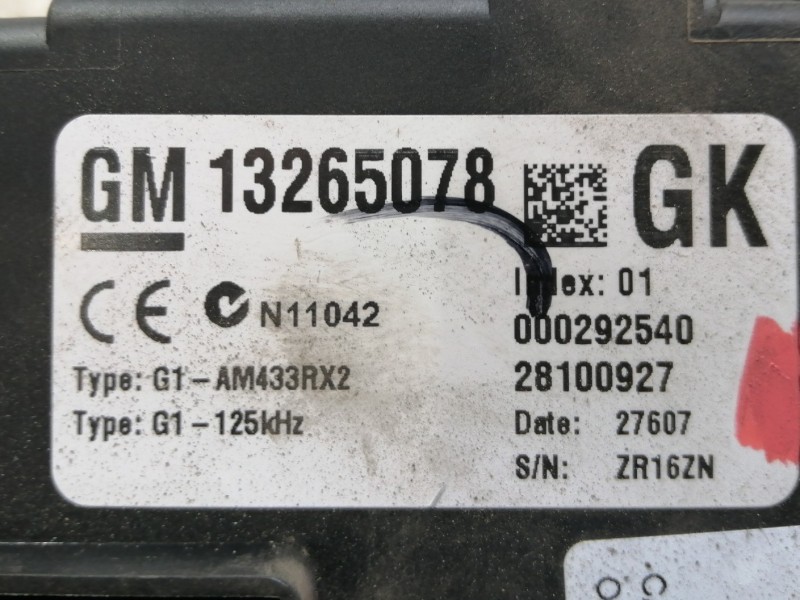 GM 13265078 GK
CE N11042
Index: 01
000292540
Type: G1-AM433RX2
28100927
Type: G1-125kHz
Date: 27607
S/N: ZR16ZN